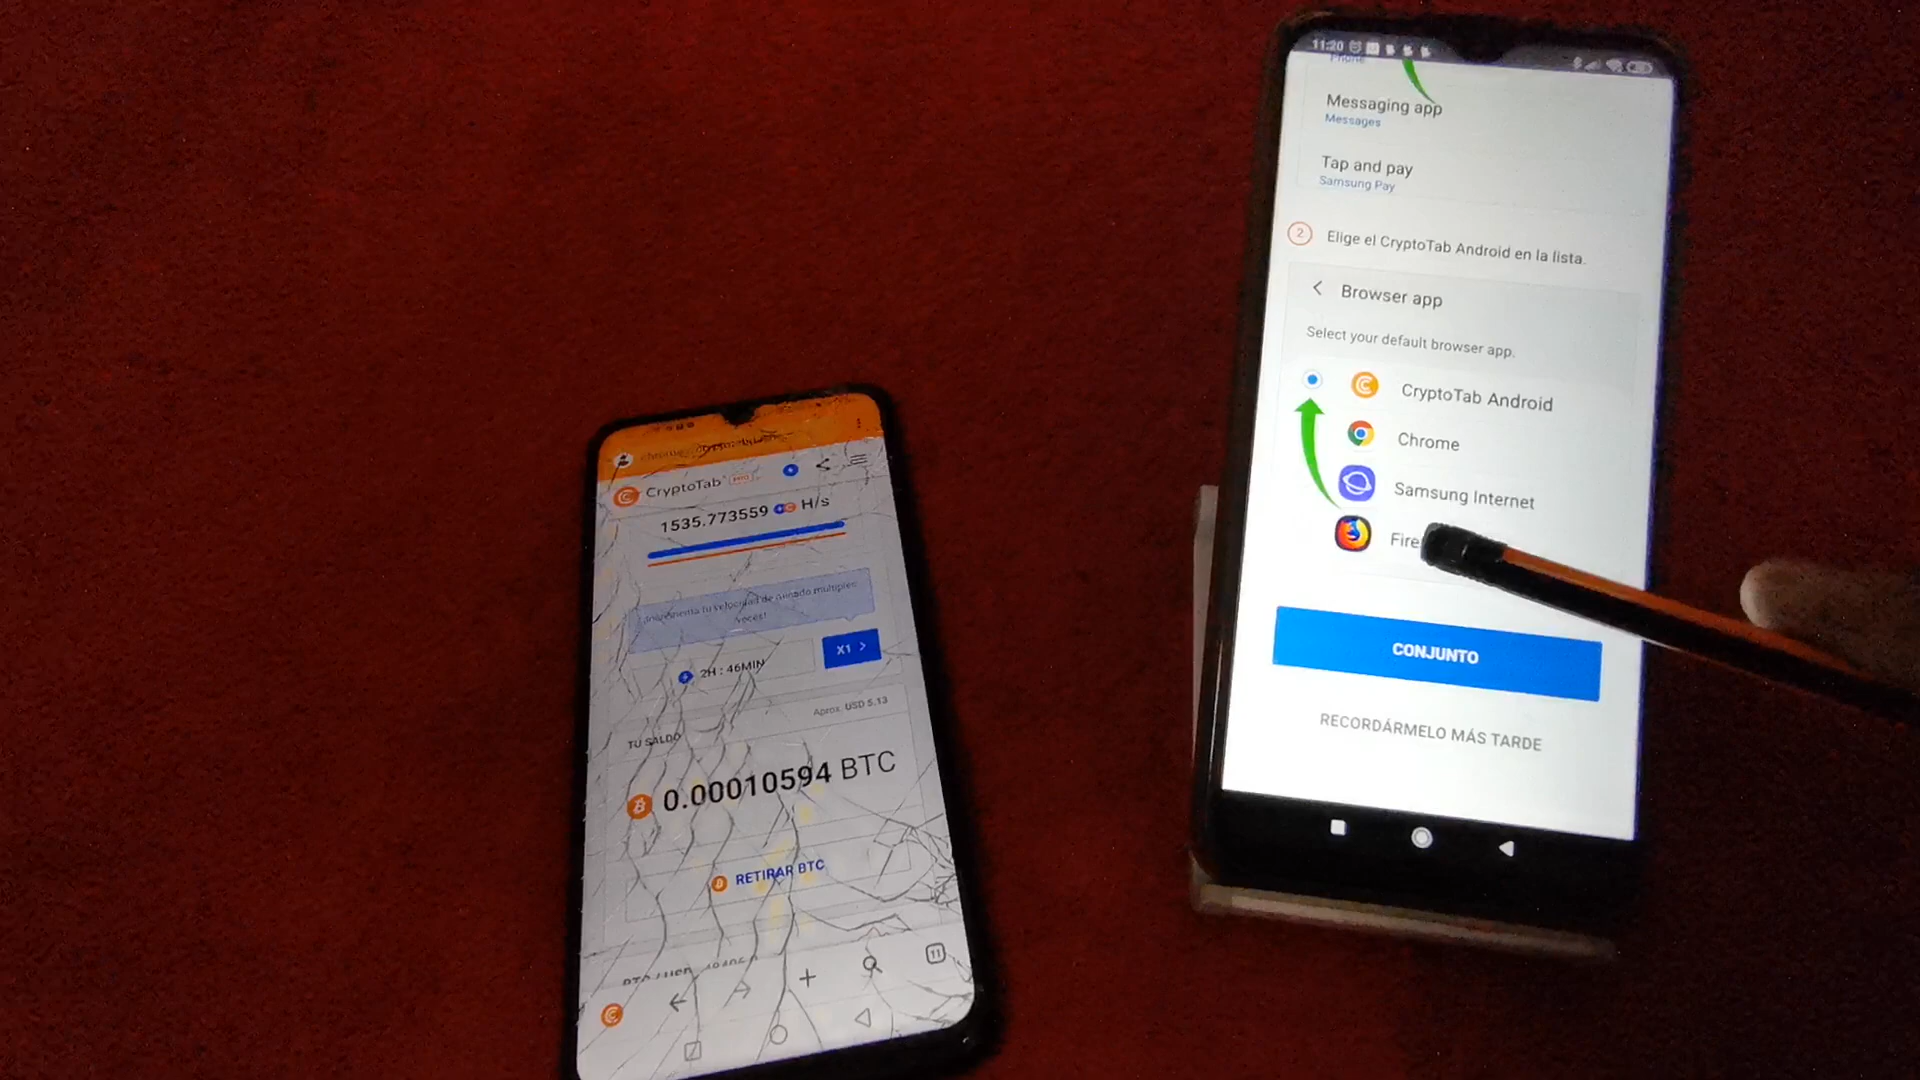 CryptoTab PRO
1535.773559 H/s
¡Incrementa tu velocidad de minado múltiples
veces!
2H : 46MIN
X1 >
Aprox. USD 5.13
TU SALDO
0.00010594 BTC
RETIRAR BTC
11
11:20
Phone
Messaging app
Messages
Tap and pay
Samsung Pay
2 Elige el CryptoTab Android en la lista.
Browser app
Select your default browser app.
CryptoTab Android
Chrome
Samsung Internet
Fire
CONJUNTO
RECORDÁRMELO MÁS TARDE